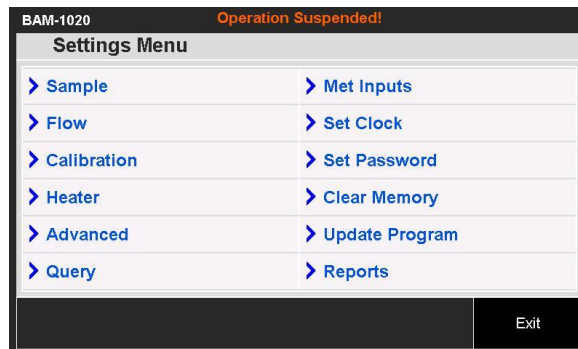 BAM-1020 Operation Suspended!
Settings Menu
Sample
Flow
Calibration
Heater
Advanced
Query
Met Inputs
Set Clock
Set Password
Clear Memory
Update Program
Reports
Exit